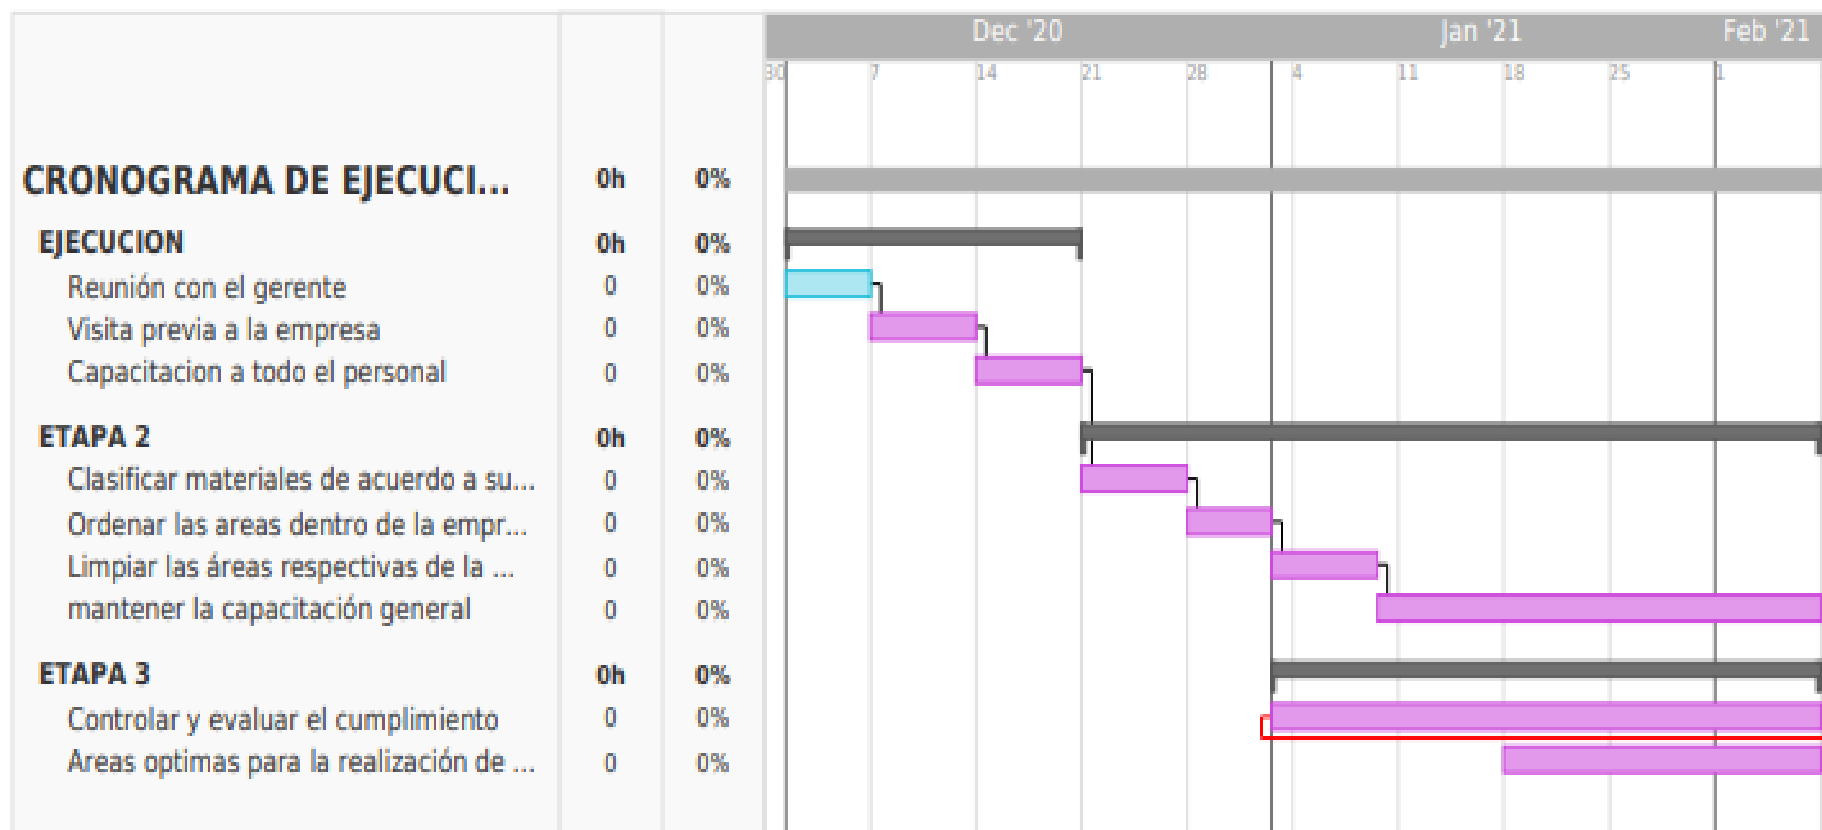 Dec '20 Jan '21 Feb '21
30 7 14 21 28 4 11 18 25 1
CRONOGRAMA DE EJECUCI... 0h 0%
EJECUCION 0h 0%
Reunión con el gerente 0 0%
Visita previa a la empresa 0 0%
Capacitacion a todo el personal 0 0%
ETAPA 2 0h 0%
Clasificar materiales de acuerdo a su... 0 0%
Ordenar las areas dentro de la empr... 0 0%
Limpiar las áreas respectivas de la ... 0 0%
mantener la capacitación general 0 0%
ETAPA 3 0h 0%
Controlar y evaluar el cumplimiento 0 0%
Areas optimas para la realización de ... 0 0%